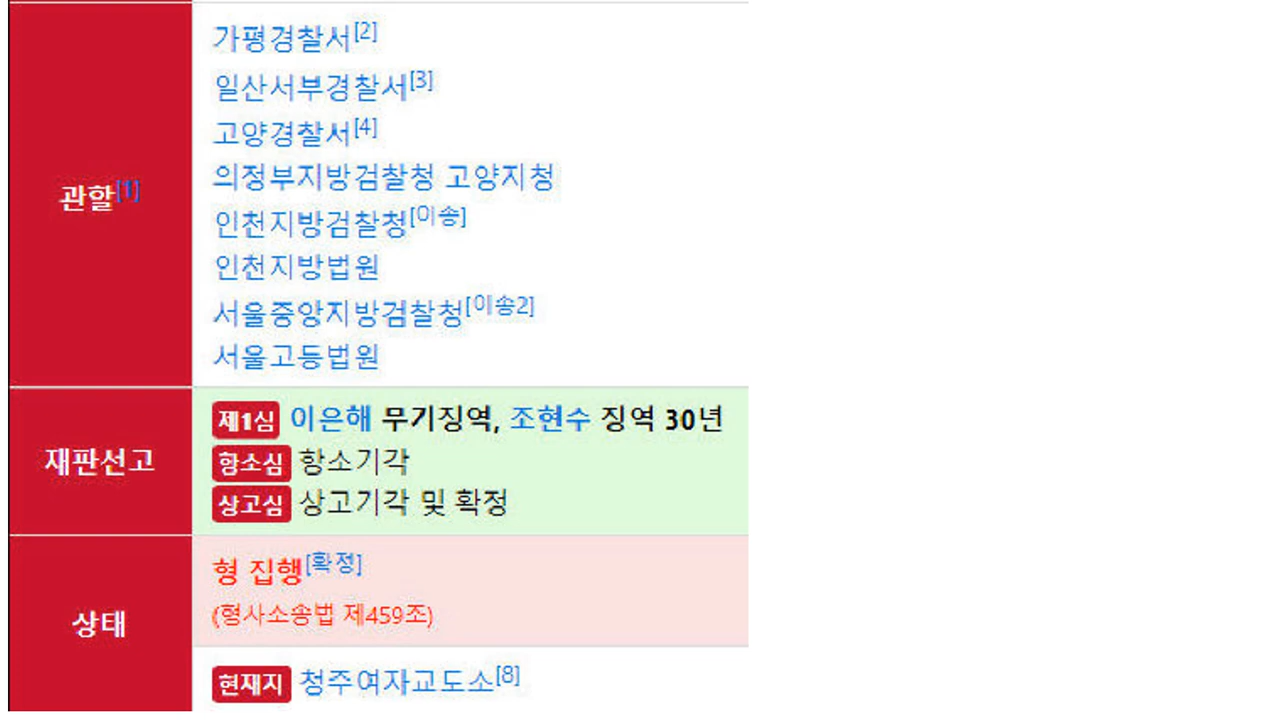 관할[1]
가평경찰서[2]
일산서부경찰서[3]
고양경찰서[4]
의정부지방검찰청 고양지청
인천지방검찰청[이송]
인천지방법원
서울중앙지방검찰청[이송2]
서울고등법원
재판선고
제1심 이은해 무기징역, 조현수 징역 30년
항소심 항소기각
상고심 상고기각 및 확정
상태
형 집행[확정]
(형사소송법 제459조)
현재지 청주여자교도소[8]